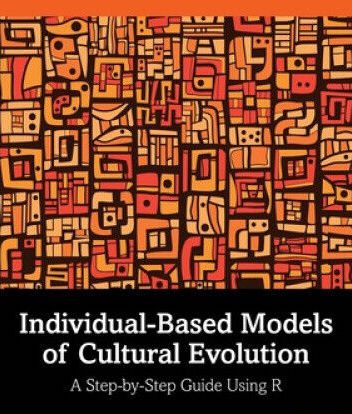 Individual-Based Models
of Cultural Evolution
A Step-by-Step Guide Using R